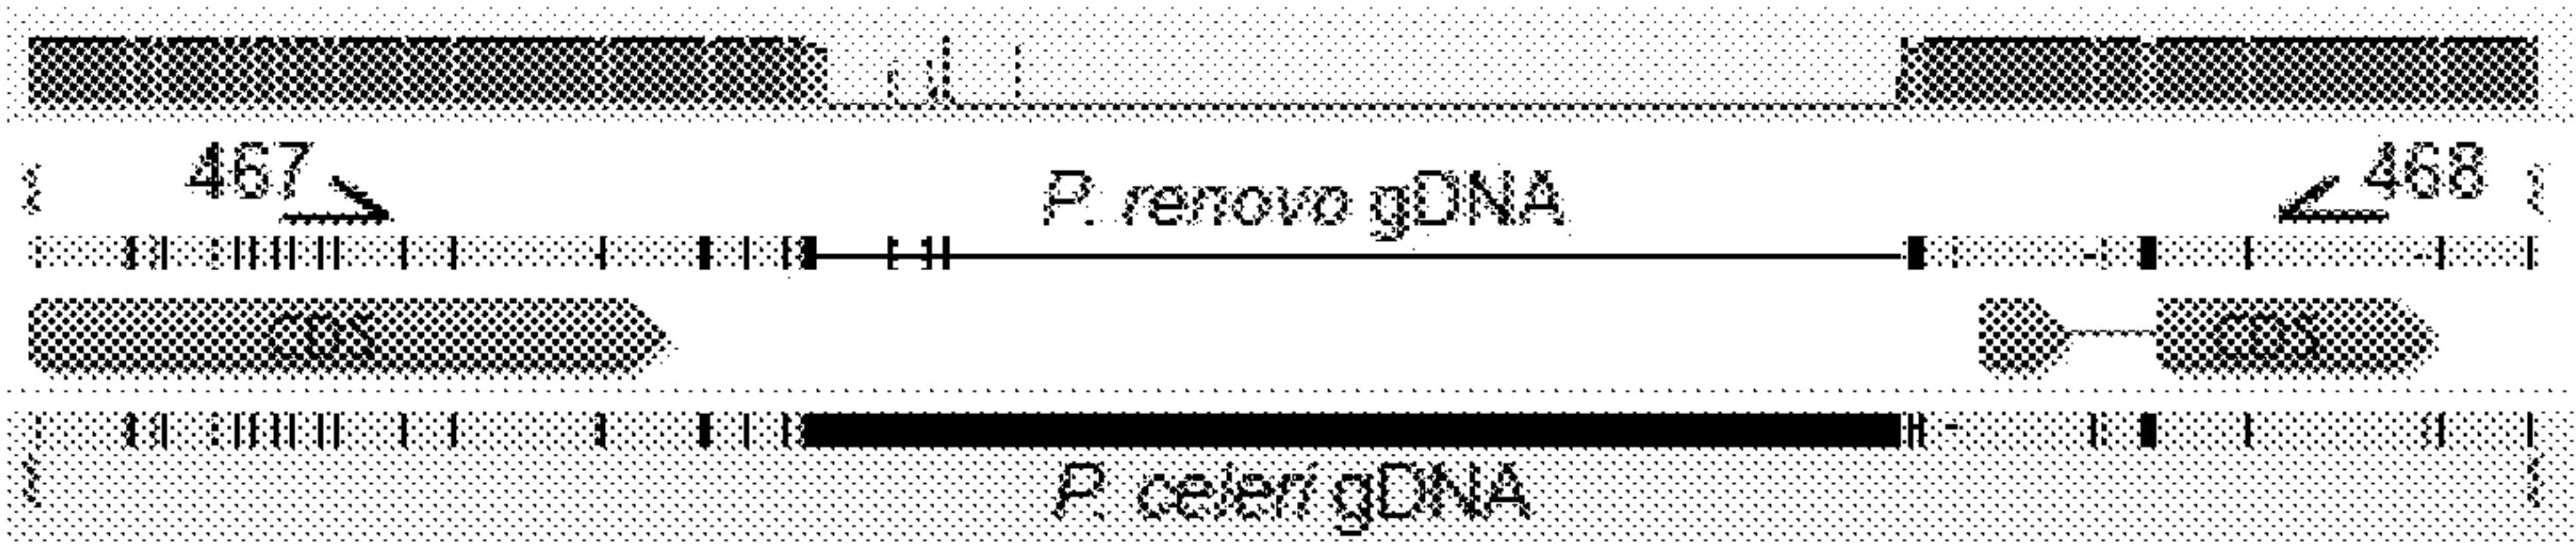 467
P. renovo gDNA
468
CDS
CDS
P. celeri gDNA